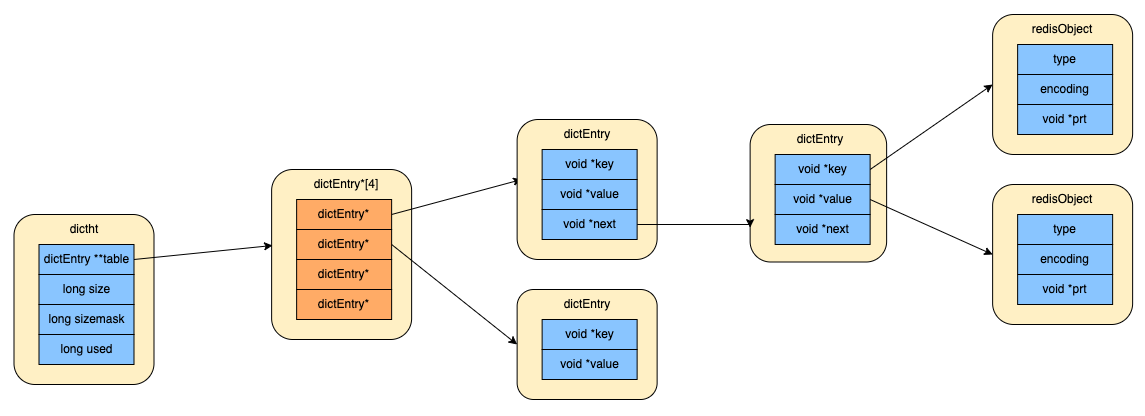 dictht
dictEntry **table
long size
long sizemask
long used
dictEntry*[4]
dictEntry*
dictEntry*
dictEntry*
dictEntry*
dictEntry
void *key
void *value
void *next
dictEntry
void *key
void *value
dictEntry
void *key
void *value
void *next
redisObject
type
encoding
void *prt
redisObject
type
encoding
void *prt